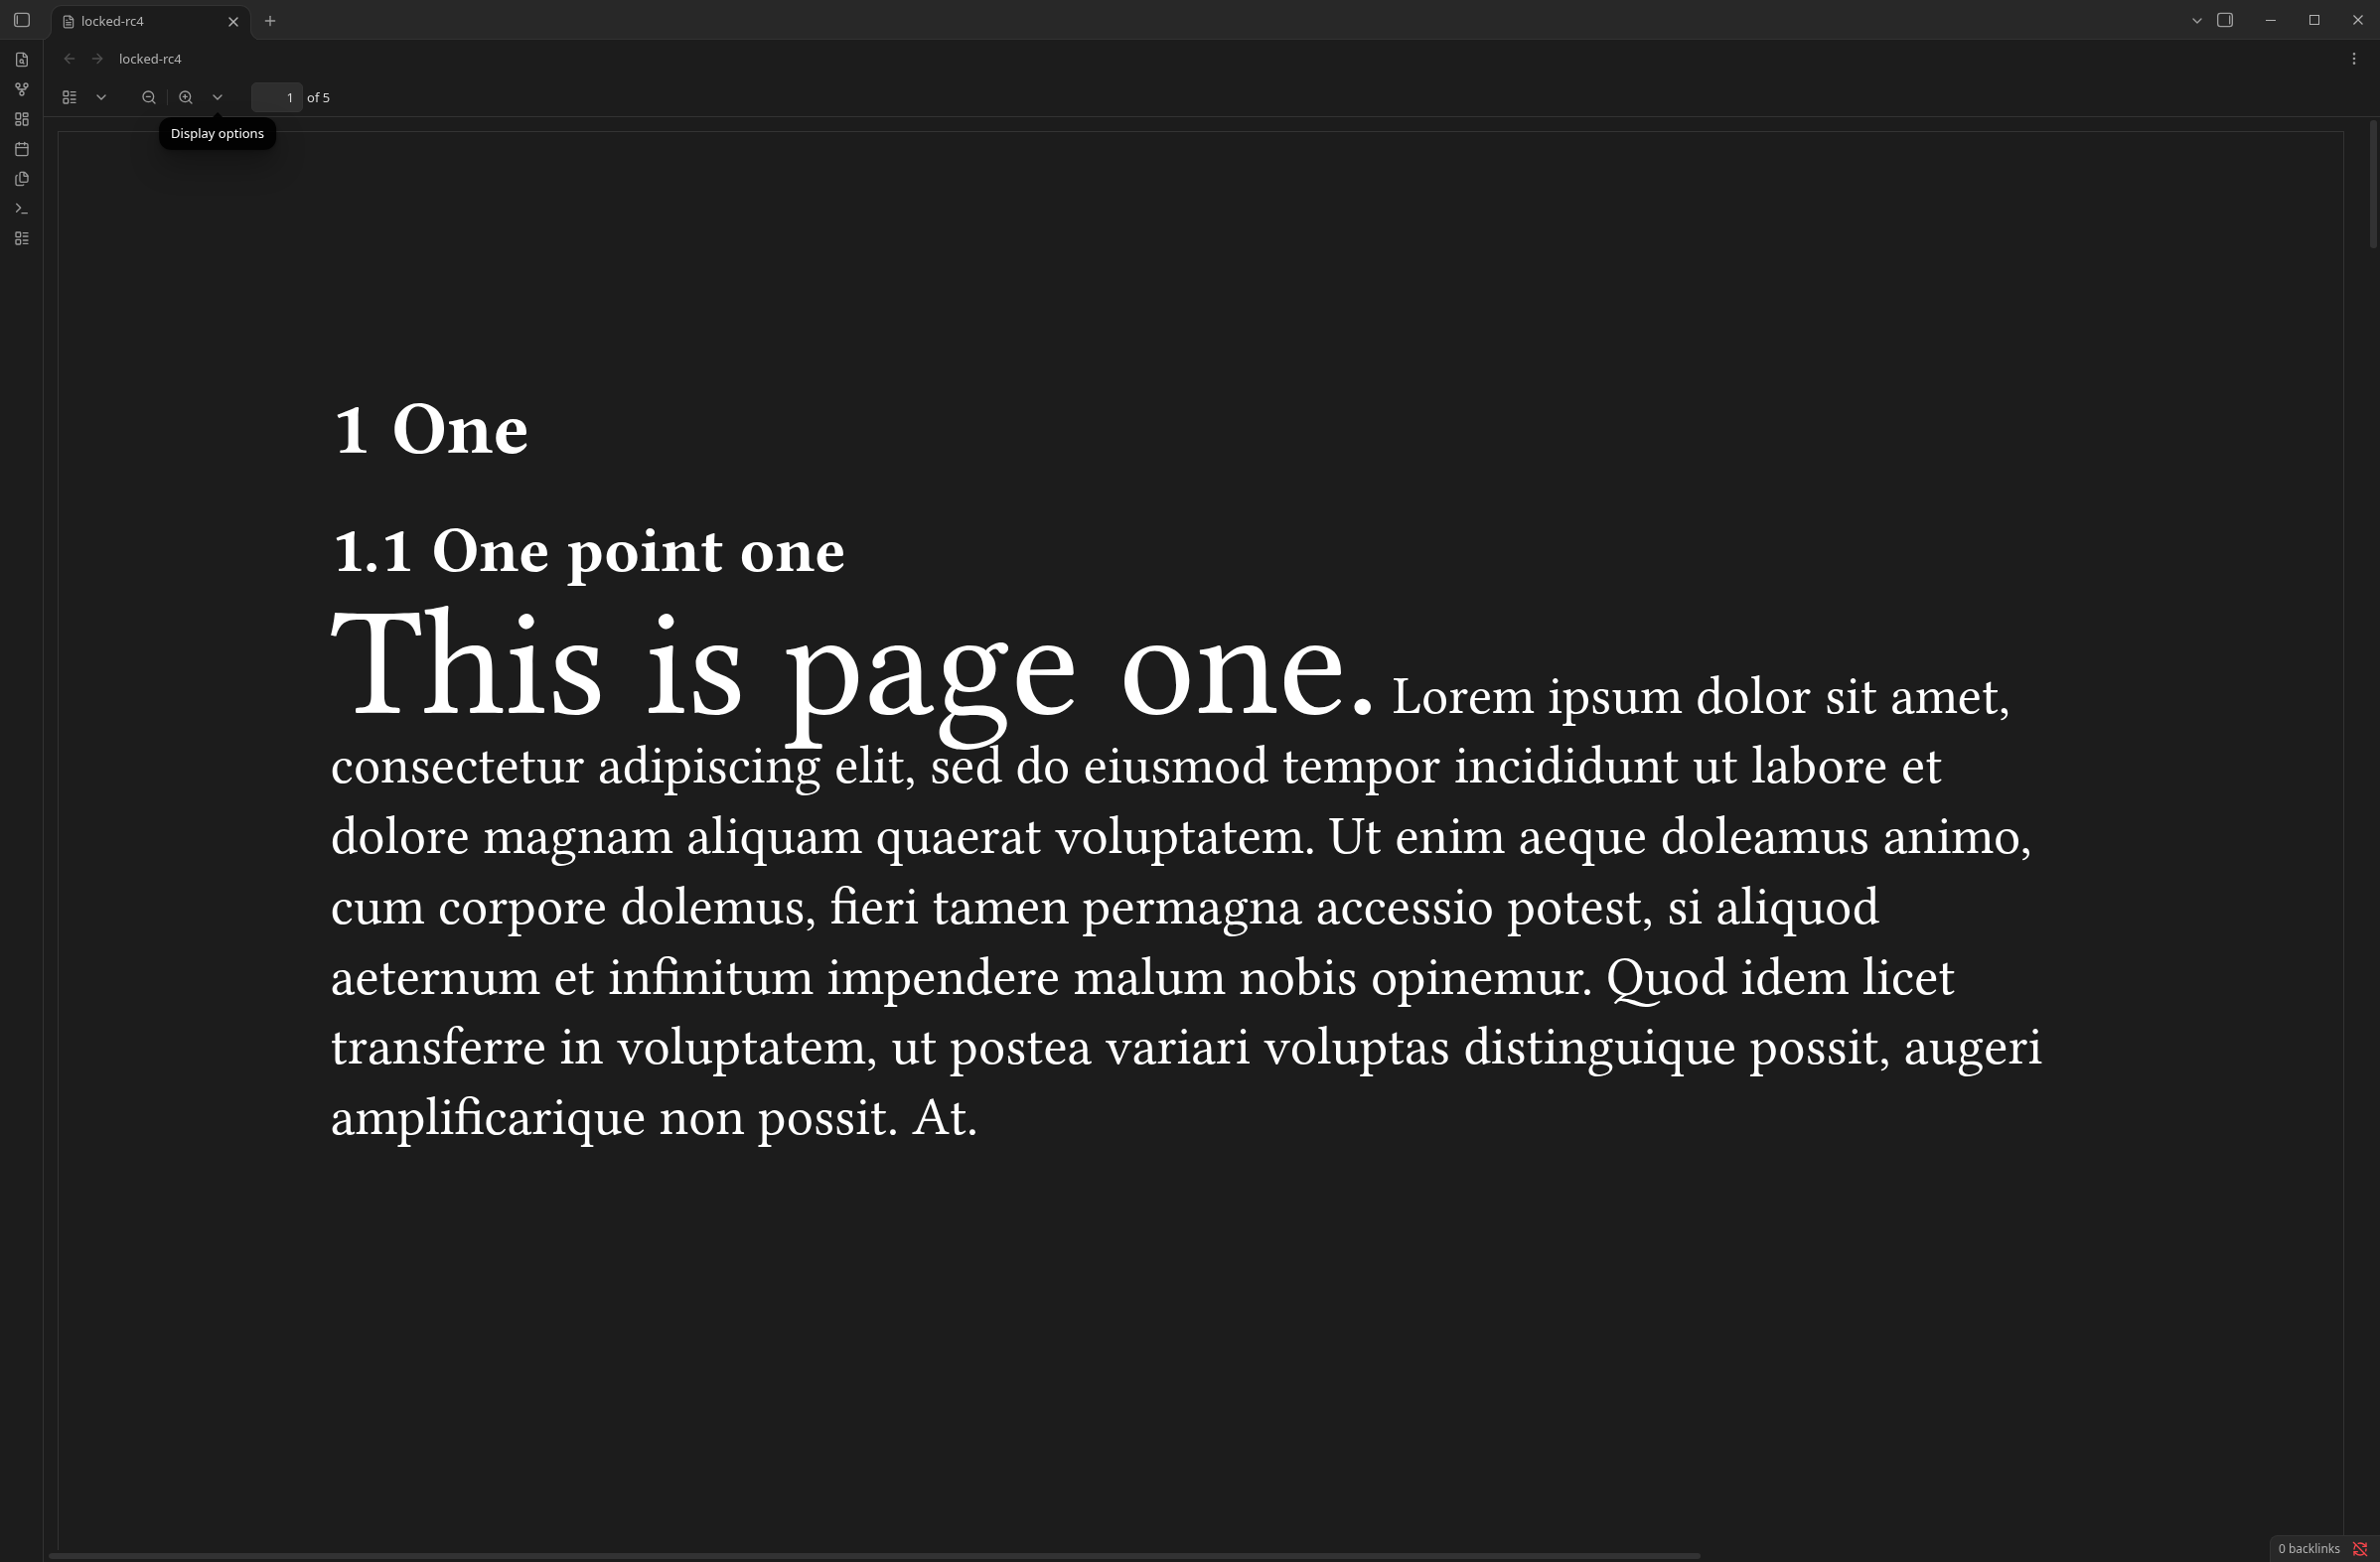 locked-rc4
locked-rc4
1 of 5
Display options
1 One
1.1 One point one
This is page one. Lorem ipsum dolor sit amet,
consectetur adipiscing elit, sed do eiusmod tempor incididunt ut labore et
dolore magnam aliquam quaerat voluptatem. Ut enim aeque doleamus animo,
cum corpore dolemus, fieri tamen permagna accessio potest, si aliquod
aeternum et infinitum impendere malum nobis opinemur. Quod idem licet
transferre in voluptatem, ut postea variari voluptas distinguique possit, augeri
amplificarique non possit. At.
0 backlinks